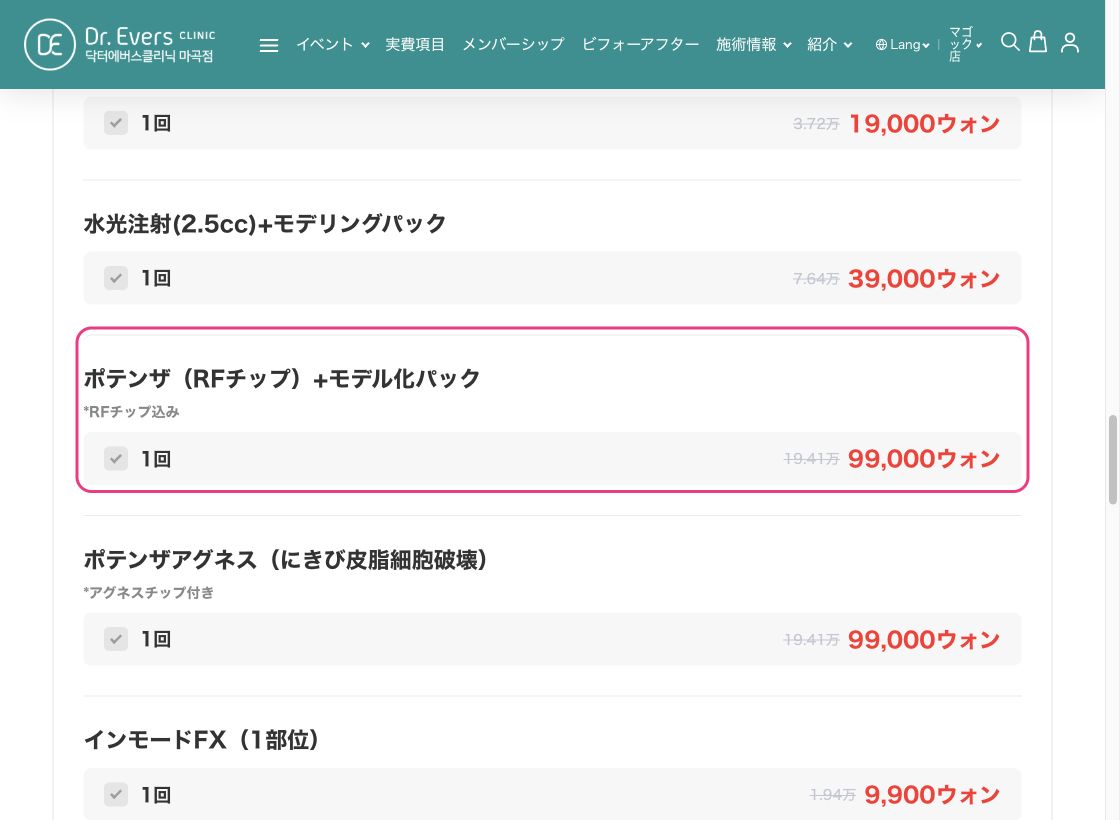 DE Dr. Evers CLINIC
닥터에버스클리닉 마곡점
イベント 実費項目 メンバーシップ ビフォーアフター 施術情報 紹介 Lang マゴック店
1回 3.72万 19,000ウォン
水光注射(2.5cc)+モデリングパック
1回 7.64万 39,000ウォン
ポテンザ（RFチップ）+モデル化パック
*RFチップ込み
1回 19.41万 99,000ウォン
ポテンザアグネス（にきび皮脂細胞破壊）
*アグネスチップ付き
1回 19.41万 99,000ウォン
インモードFX（1部位）
1回 1.94万 9,900ウォン